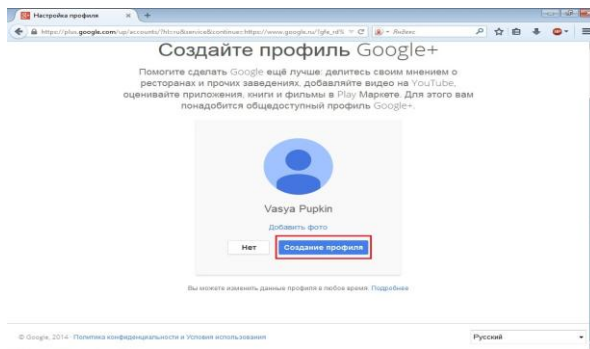 Настройка профиля
https://plus.google.com/up/accounts/?hl=ru&service&continue=https://www.google.ru/?gfe_rd%
Яндекс
Создайте профиль Google+
Помогите сделать Google ещё лучше: делитесь своим мнением о
ресторанах и прочих заведениях, добавляйте видео на YouTube,
оценивайте приложения, книги и фильмы в Play Маркете. Для этого вам
понадобится общедоступный профиль Google+.
Vasya Pupkin
Добавить фото
Нет Создание профиля
Вы можете изменить данные профиля в любое время. Подробнее
© Google, 2014 · Политика конфиденциальности и Условия использования Русский